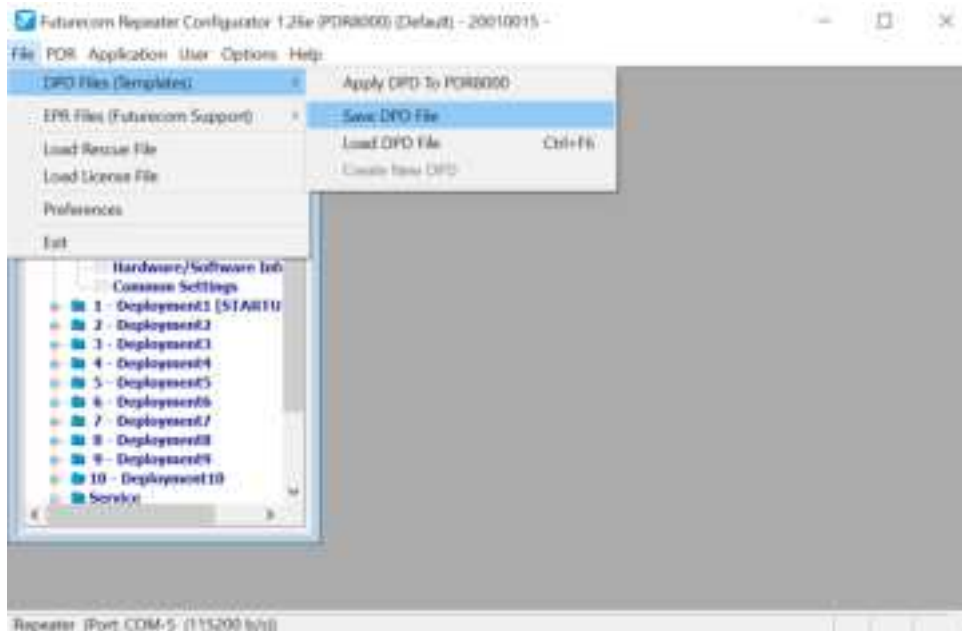 Futurecom Repeater Configurator 1.26e (PDR8000) (Default) - 20010015 -
File PDR Application User Options Help
DPD Files (Templates)
EPR Files (Futurecom Support)
Load Rescue File
Load License File
Preferences
Exit
Apply DPD To PDR8000
Save DPD File
Load DPD File Ctrl+F6
Create New DPD
Hardware/Software Inf
Common Settings
1 - Deployment1 [STARTU
2 - Deployment2
3 - Deployment3
4 - Deployment4
5 - Deployment5
6 - Deployment6
7 - Deployment7
8 - Deployment8
9 - Deployment9
10 - Deployment10
Service
Repeater (Port: COM-5 (115200 b/s))